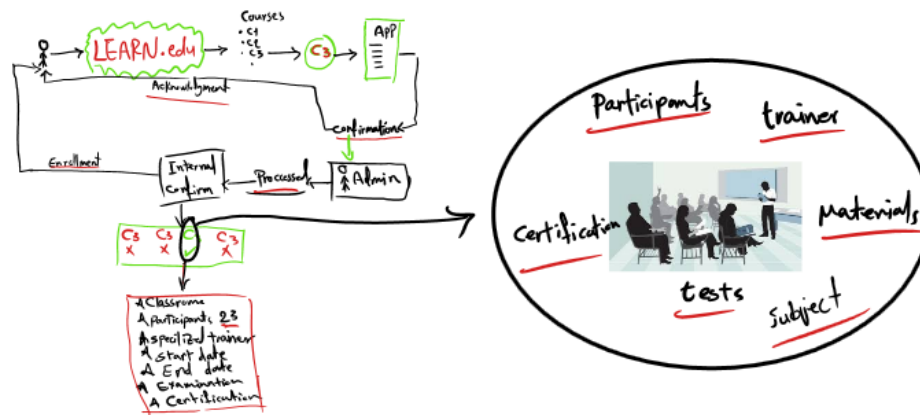 Courses
• C1
• C2
• C3
LEARN.edu
C3
APP
Acknowledgment
Confirmation
Enrollment
Internal
Confirm
Processed
Admin
C3 C3 C C3
x x x
A Classrome
A participants 23
A specilized trainer
A Start date
A End date
A Examination
A Certification
Participants
trainer
Certification
Materials
tests
subject